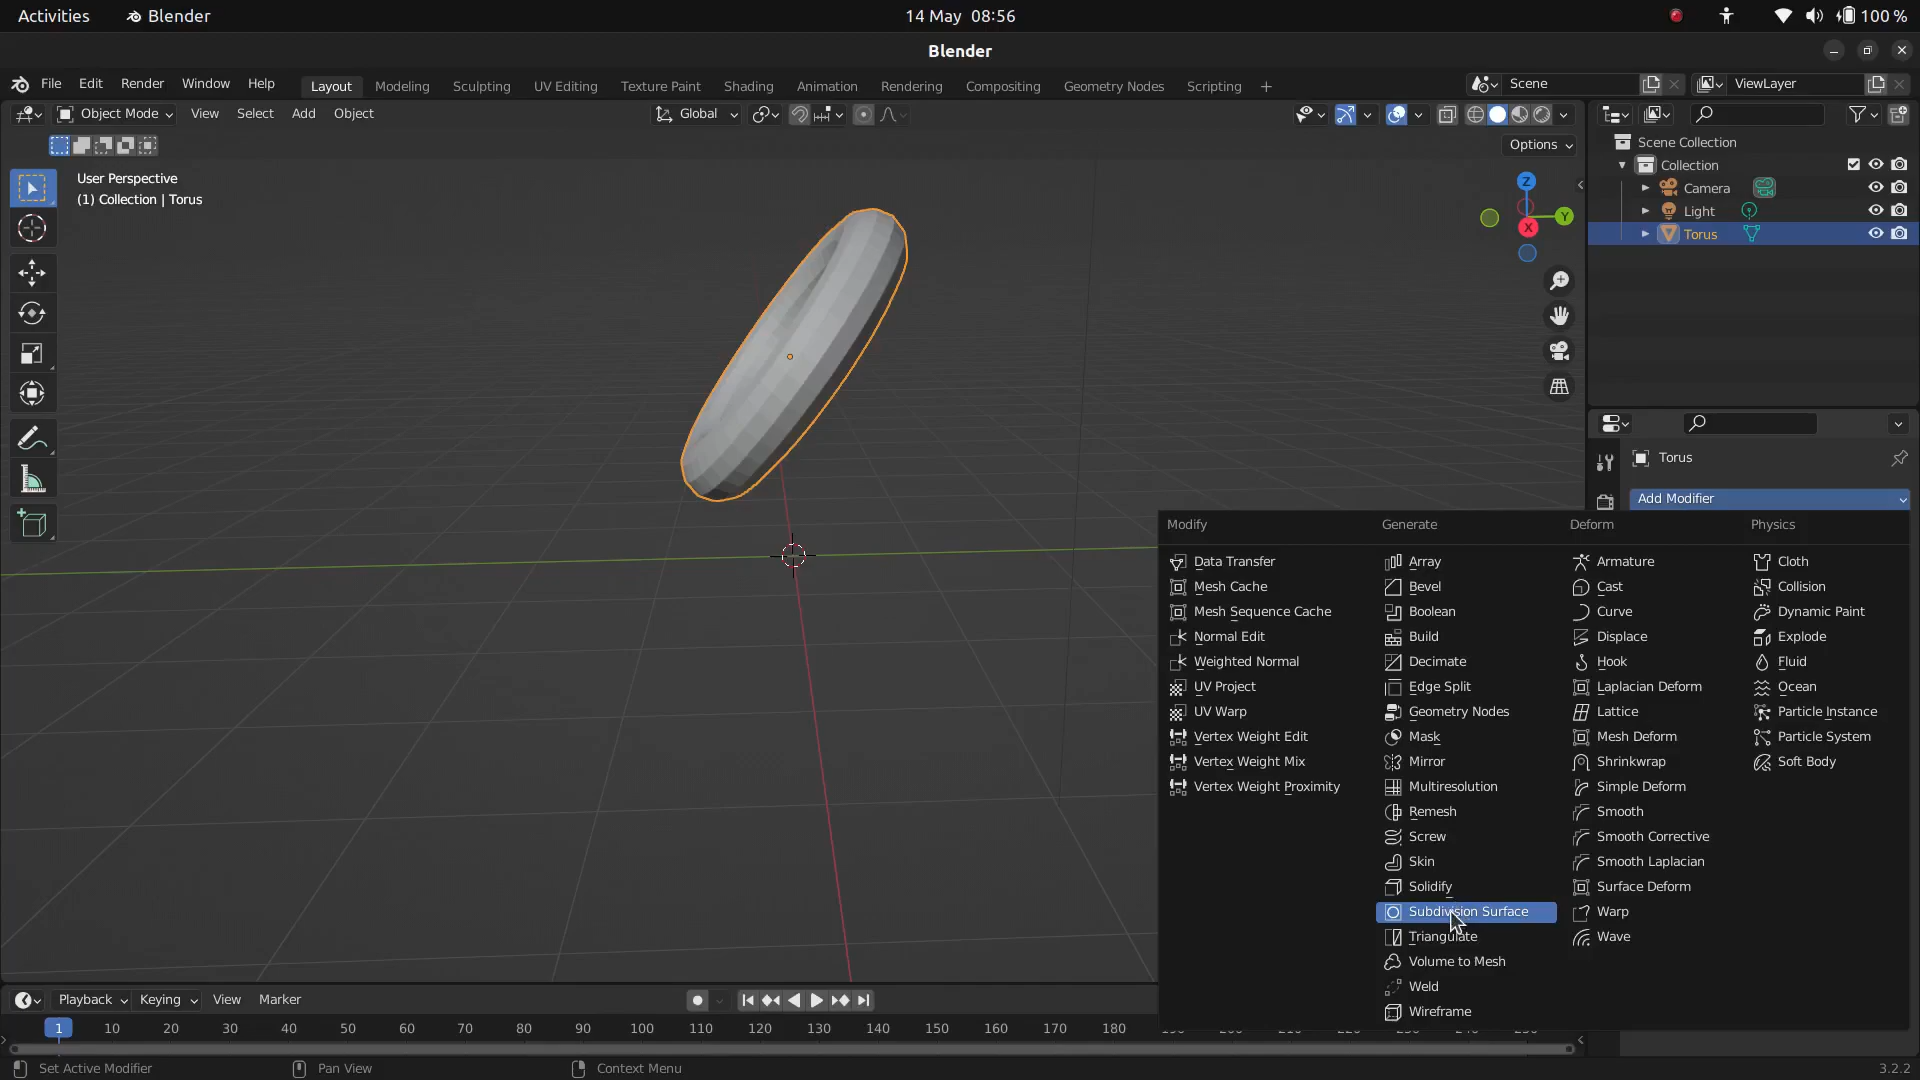 Activities Blender 14 May 08:56 100 %
Blender
File Edit Render Window Help Layout Modeling Sculpting UV Editing Texture Paint Shading Animation Rendering Compositing Geometry Nodes Scripting + Scene ViewLayer
Object Mode View Select Add Object Global
Options
User Perspective
(1) Collection | Torus
Z
Y
X
Scene Collection
Collection
Camera
Light
Torus
Torus
Add Modifier
Modify Generate Deform Physics
Data Transfer Array Armature Cloth
Mesh Cache Bevel Cast Collision
Mesh Sequence Cache Boolean Curve Dynamic Paint
Normal Edit Build Displace Explode
Weighted Normal Decimate Hook Fluid
UV Project Edge Split Laplacian Deform Ocean
UV Warp Geometry Nodes Lattice Particle Instance
Vertex Weight Edit Mask Mesh Deform Particle System
Vertex Weight Mix Mirror Shrinkwrap Soft Body
Vertex Weight Proximity Multiresolution Simple Deform
Remesh Smooth
Screw Smooth Corrective
Skin Smooth Laplacian
Solidify Surface Deform
Subdivision Surface Warp
Triangulate Wave
Volume to Mesh
Weld
Wireframe
Playback Keying View Marker
1 10 20 30 40 50 60 70 80 90 100 110 120 130 140 150 160 170 180
Set Active Modifier Pan View Context Menu 3.2.2